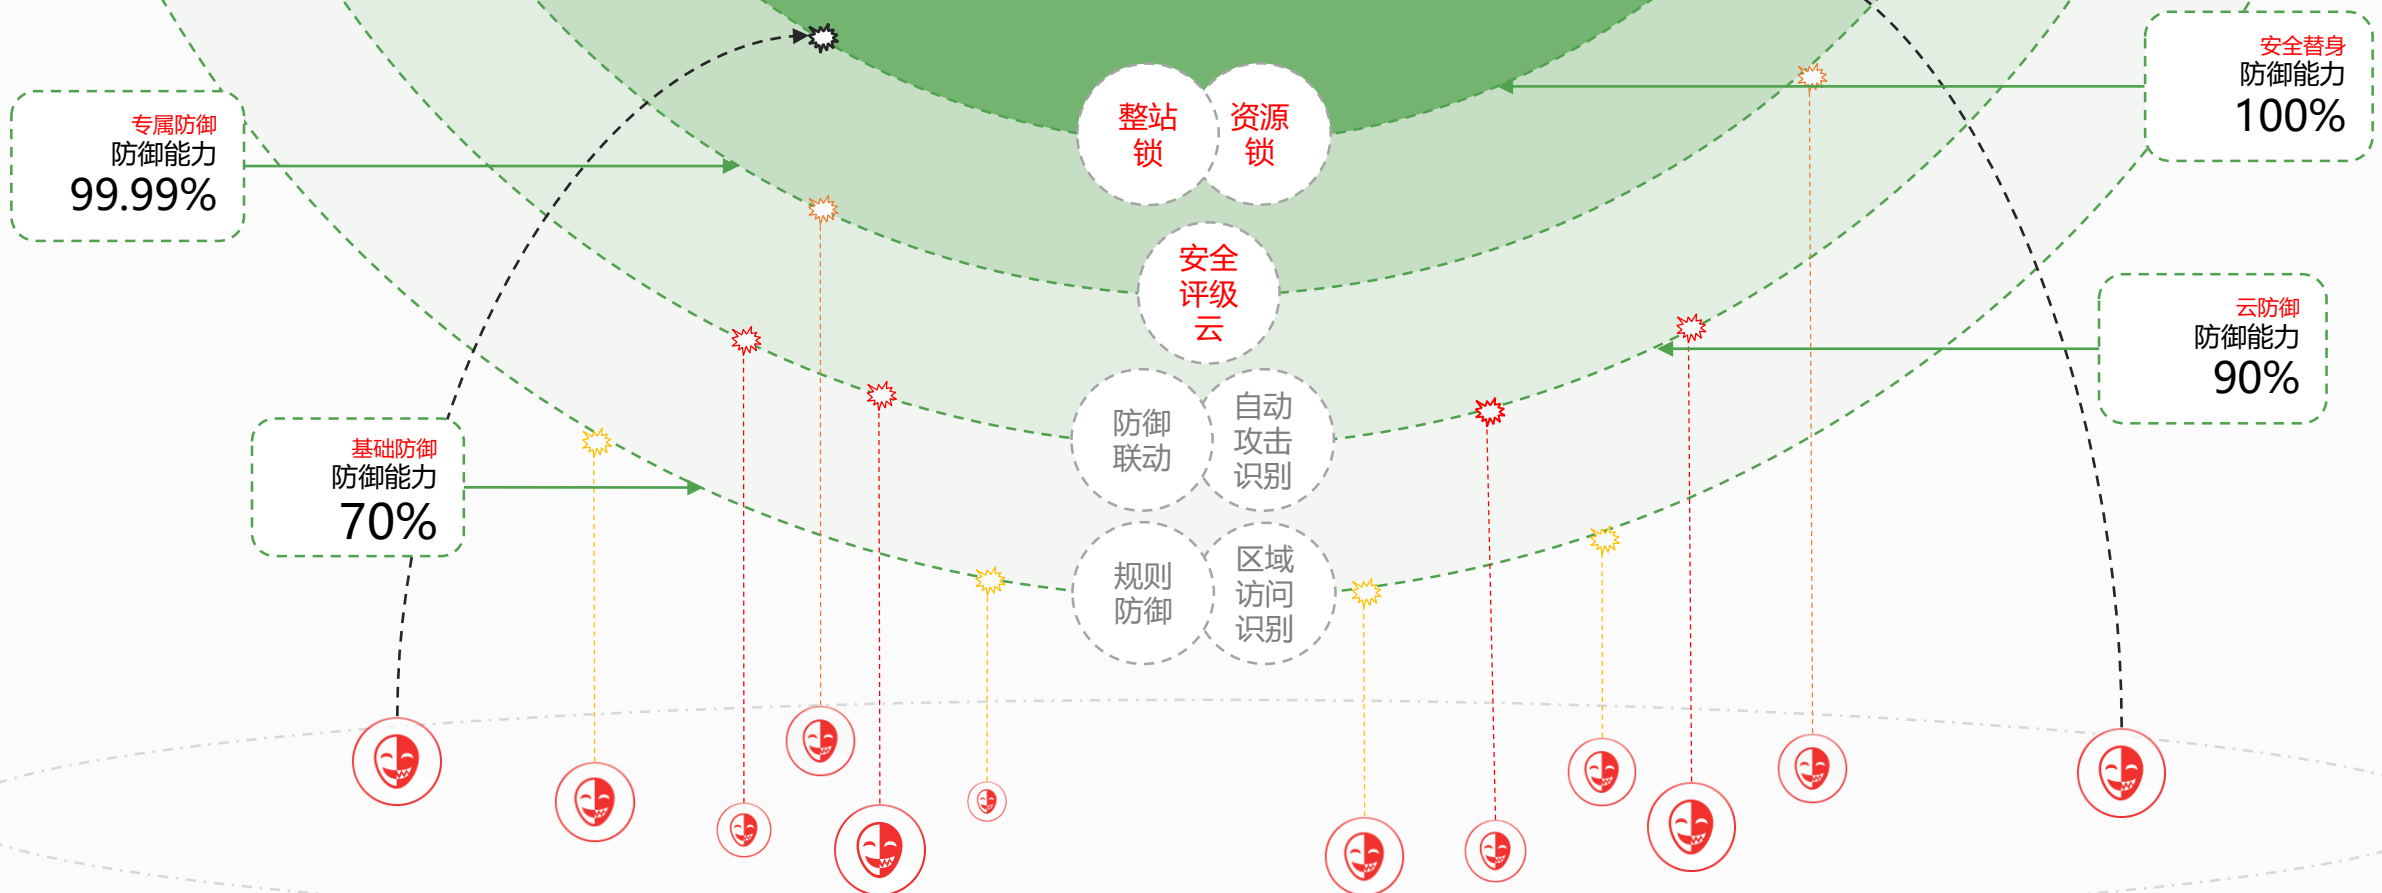 安全替身
防御能力
100%
专属防御
防御能力
99.99%
整站
锁
资源
锁
安全
评级
云
云防御
防御能力
90%
基础防御
防御能力
70%
防御
联动
自动
攻击
识别
规则
防御
区域
访问
识别